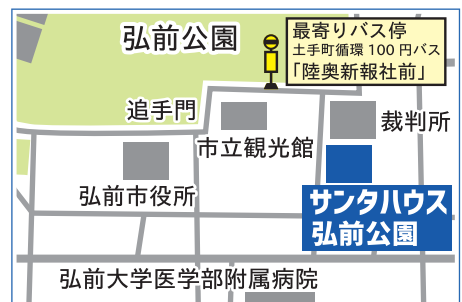 弘前公園
最寄りバス停
土手町循環100円バス
「陸奥新報社前」
追手門
市立観光館
裁判所
弘前市役所
サンタハウス
弘前公園
弘前大学医学部附属病院